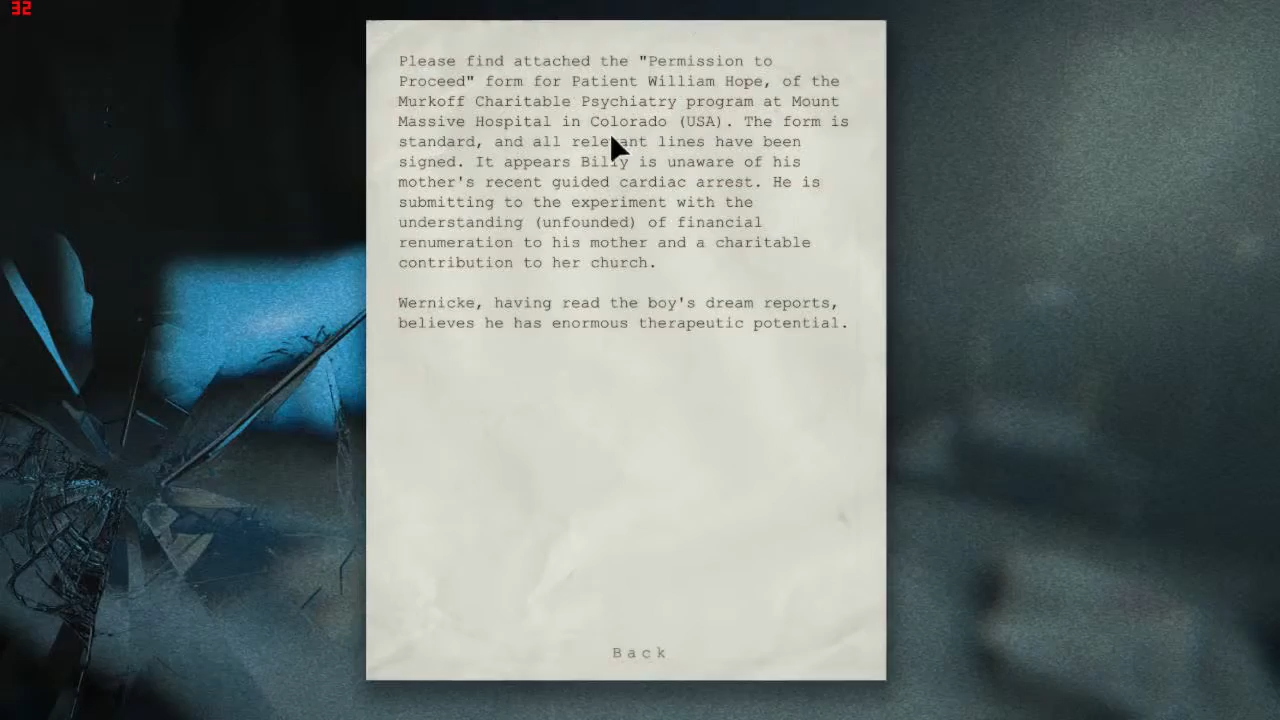 32
Please find attached the "Permission to
Proceed" form for Patient William Hope, of the
Murkoff Charitable Psychiatry program at Mount
Massive Hospital in Colorado (USA). The form is
standard, and all relevant lines have been
signed. It appears Billy is unaware of his
mother's recent guided cardiac arrest. He is
submitting to the experiment with the
understanding (unfounded) of financial
renumeration to his mother and a charitable
contribution to her church.
Wernicke, having read the boy's dream reports,
believes he has enormous therapeutic potential.
Back